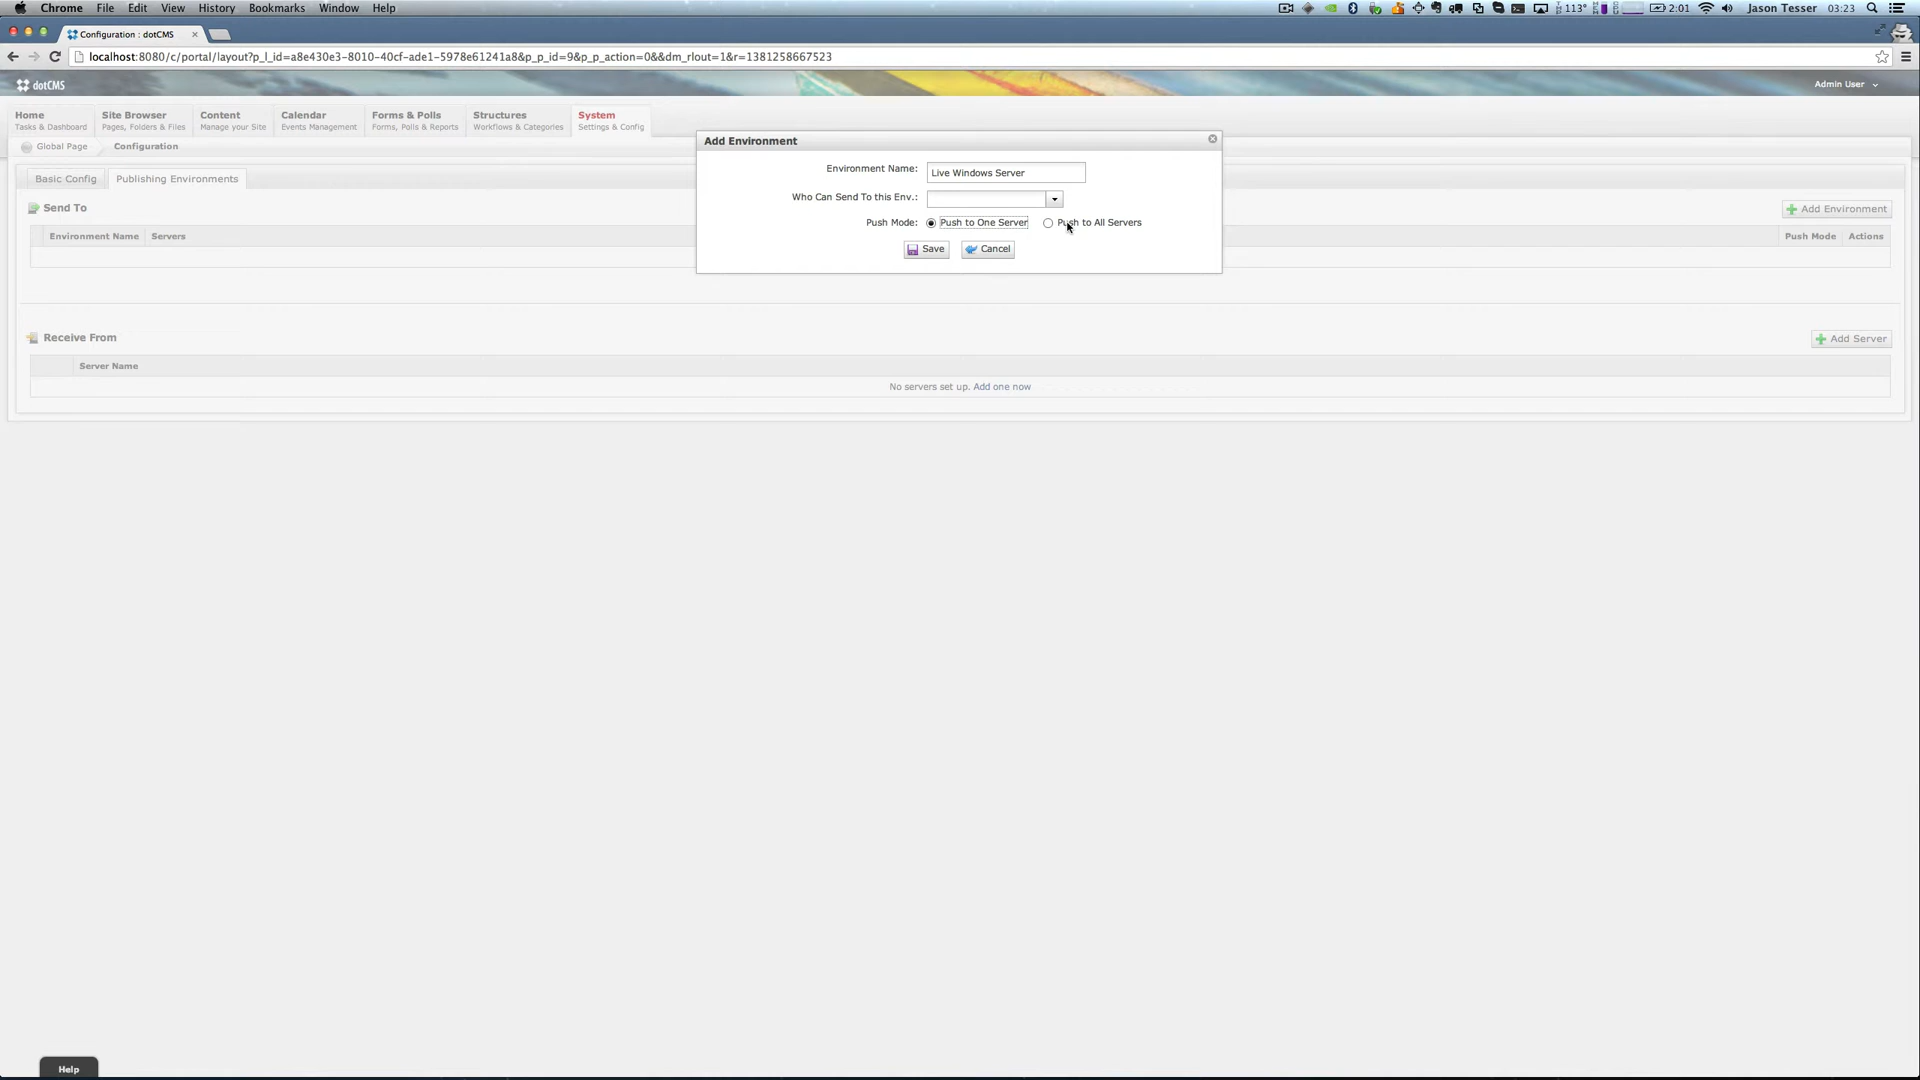 Chrome File Edit View History Bookmarks Window Help 113° 2:01 Jason Tesser 03:23
Configuration : dotCMS
localhost:8080/c/portal/layout?p_l_id=a8e430e3-8010-40cf-ade1-5978e61241a8&p_p_id=9&p_p_action=0&&dm_rlout=1&r=1381258667523
dotCMS Admin User
Home Site Browser Content Calendar Forms & Polls Structures System
Tasks & Dashboard Pages, Folders & Files Manage your Site Events Management Forms, Polls & Reports Workflows & Categories Settings & Config
Global Page Configuration
Add Environment
Environment Name: Live Windows Server
Who Can Send To this Env.:
Push Mode: Push to One Server Push to All Servers
Save Cancel
Basic Config Publishing Environments
Send To Add Environment
Environment Name Servers Push Mode Actions
Receive From Add Server
Server Name
No servers set up. Add one now
Help